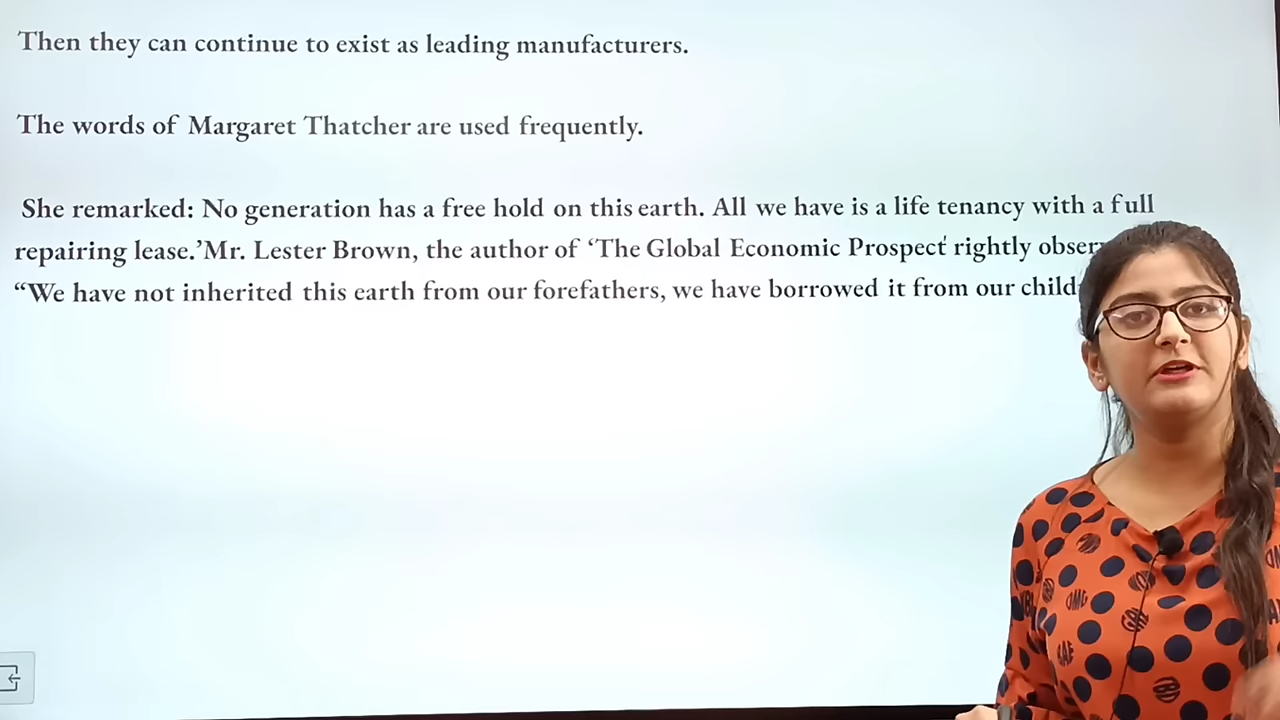 Then they can continue to exist as leading manufacturers.
The words of Margaret Thatcher are used frequently.
She remarked: No generation has a free hold on this earth. All we have is a life tenancy with a full
repairing lease.’Mr. Lester Brown, the author of ‘The Global Economic Prospect’ rightly
“We have not inherited this earth from our forefathers, we have borrowed it from our
OMG